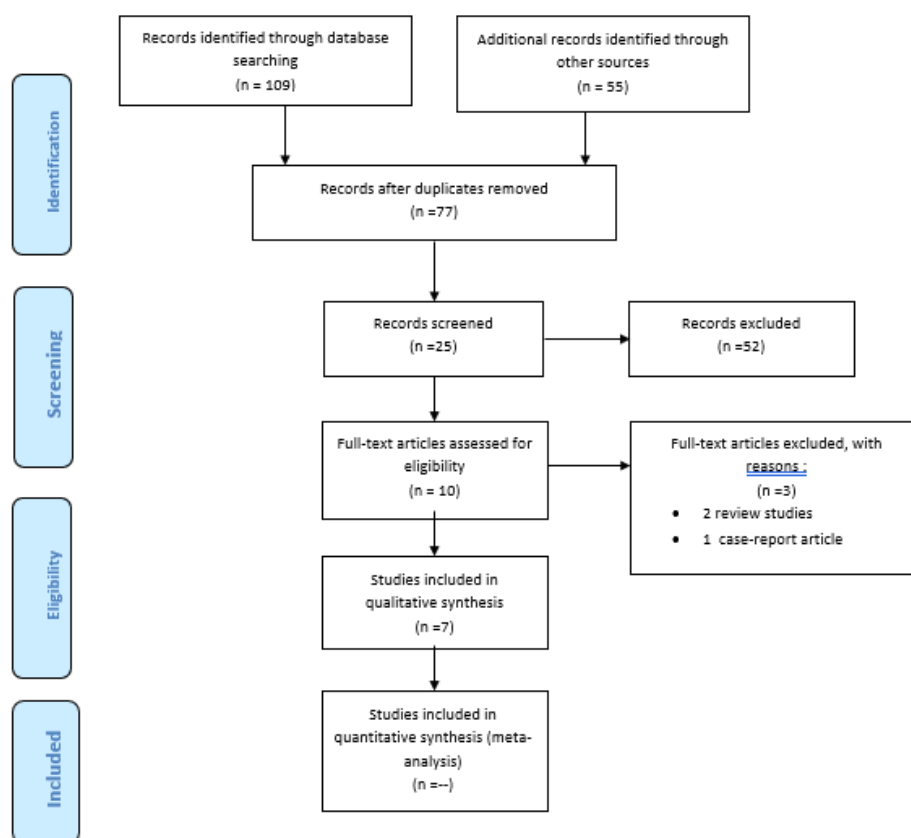 Records identified through database
searching
(n = 109)
Additional records identified through
other sources
(n = 55)
Identification
Records after duplicates removed
(n =77)
Screening
Records screened
(n =25)
Records excluded
(n =52)
Full-text articles assessed for
eligibility
(n = 10)
Full-text articles excluded, with
reasons :
(n =3)
• 2 review studies
• 1 case-report article
Eligibility
Studies included in
qualitative synthesis
(n =7)
Included
Studies included in
quantitative synthesis (meta-
analysis)
(n =--)